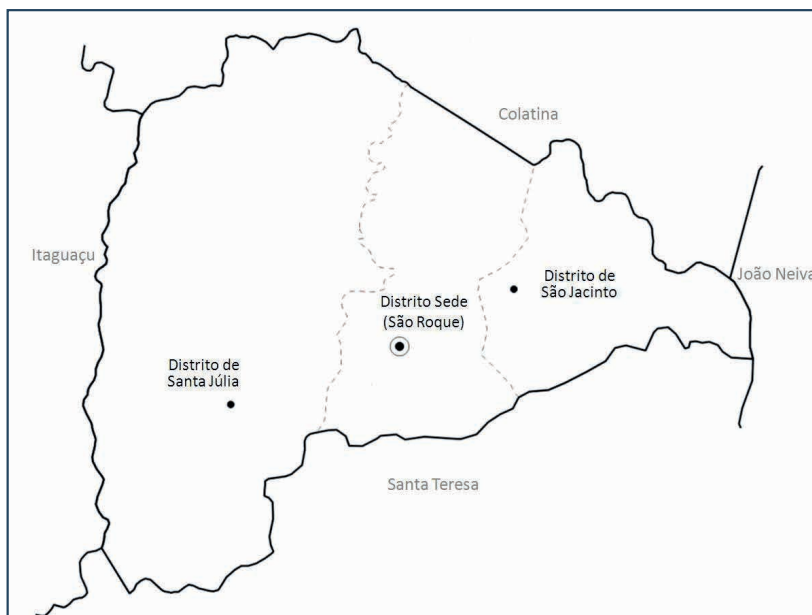 Colatina
Itaguaçu
João Neiva
Distrito de
São Jacinto
Distrito Sede
(São Roque)
Distrito de
Santa Júlia
Santa Teresa